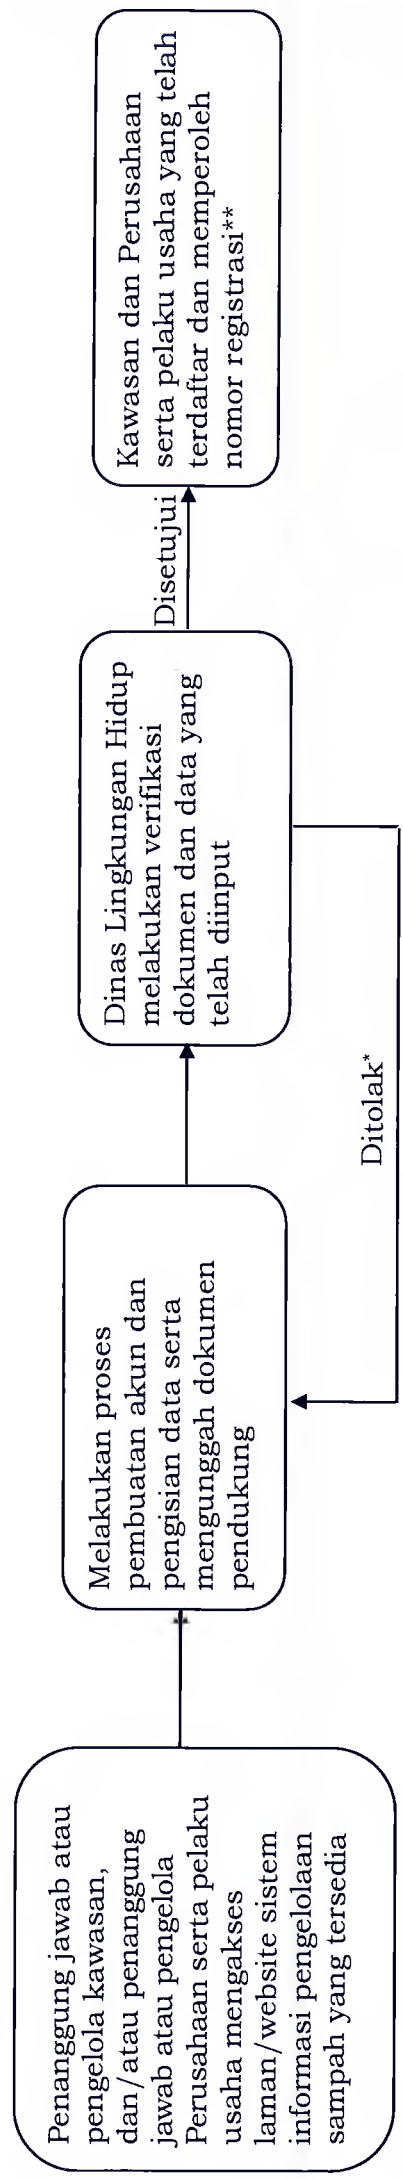 Penanggung jawab atau
pengelola kawasan,
dan/atau penanggung
jawab atau pengelola
Perusahaan serta pelaku
usaha mengakses
laman/website sistem
informasi pengelolaan
sampah yang tersedia
Melakukan proses
pembuatan akun dan
pengisian data serta
mengunggah dokumen
pendukung
Dinas Lingkungan Hidup
melakukan verifikasi
dokumen dan data yang
telah diinput
Disetujui
Ditolak*
Kawasan dan Perusahaan
serta pelaku usaha yang telah
terdaftar dan memperoleh
nomor registrasi**